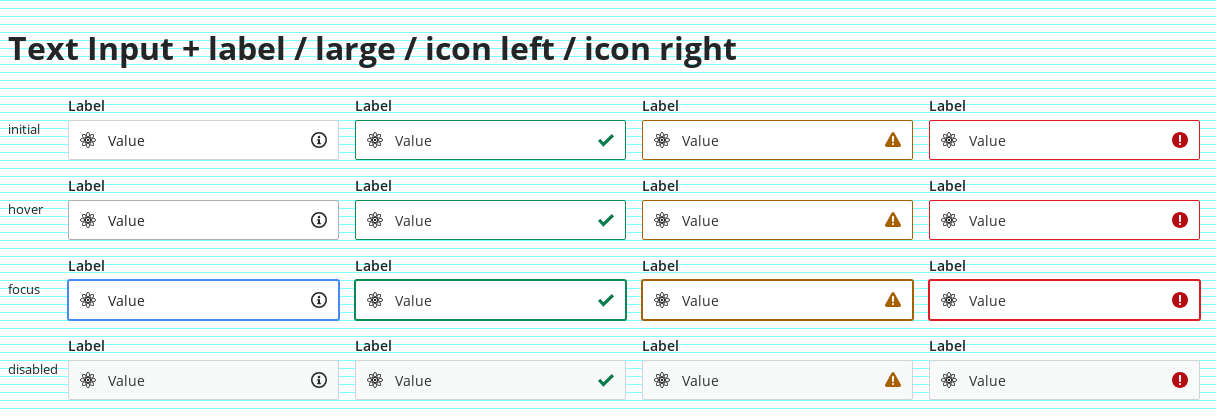 Text Input + label / large / icon left / icon right
Label Label Label Label
initial Value Value Value Value
Label Label Label Label
hover Value Value Value Value
Label Label Label Label
focus Value Value Value Value
Label Label Label Label
disabled Value Value Value Value